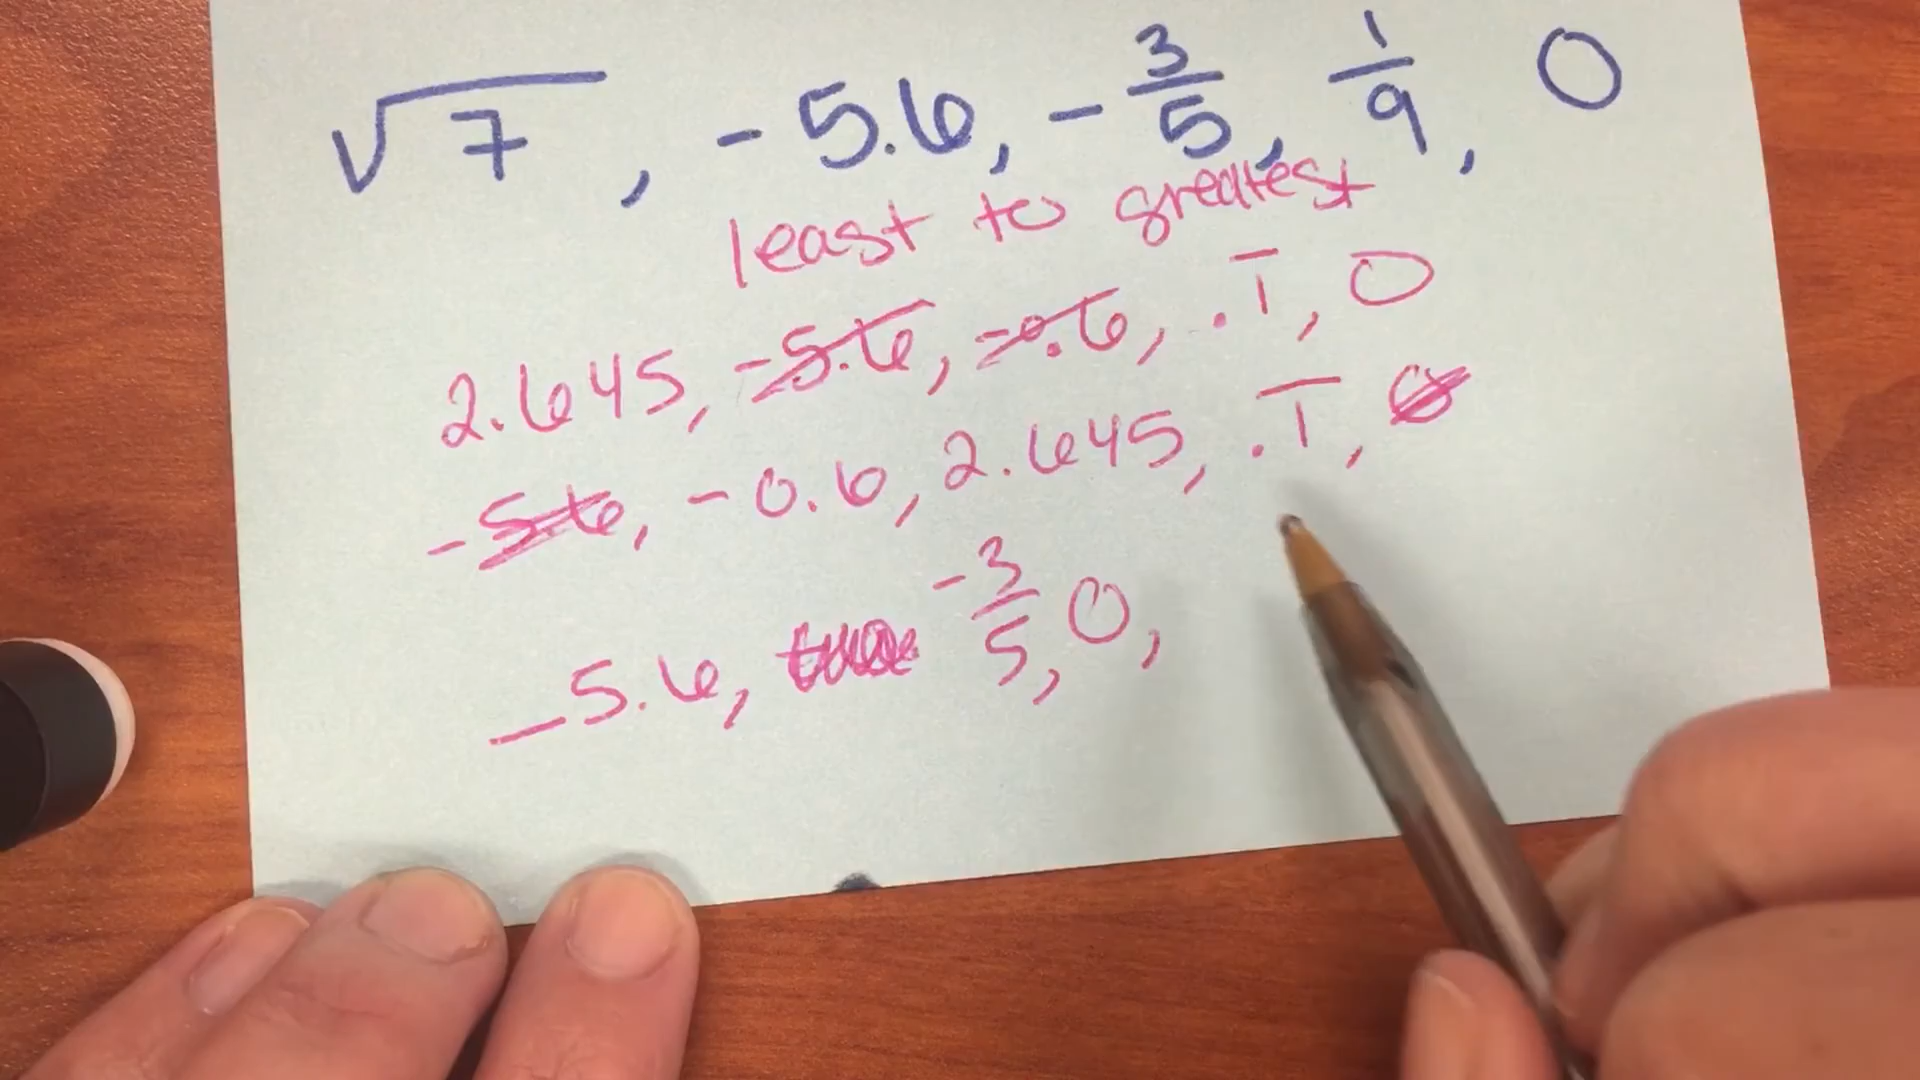 √7, -5.6, -3/5, 1/9, 0
least to greatest
2.645, -5.6, -0.6, .1̅, 0
-5.6, -0.6, 2.645, .1̅, 0
-5.6, -3/5, 0,